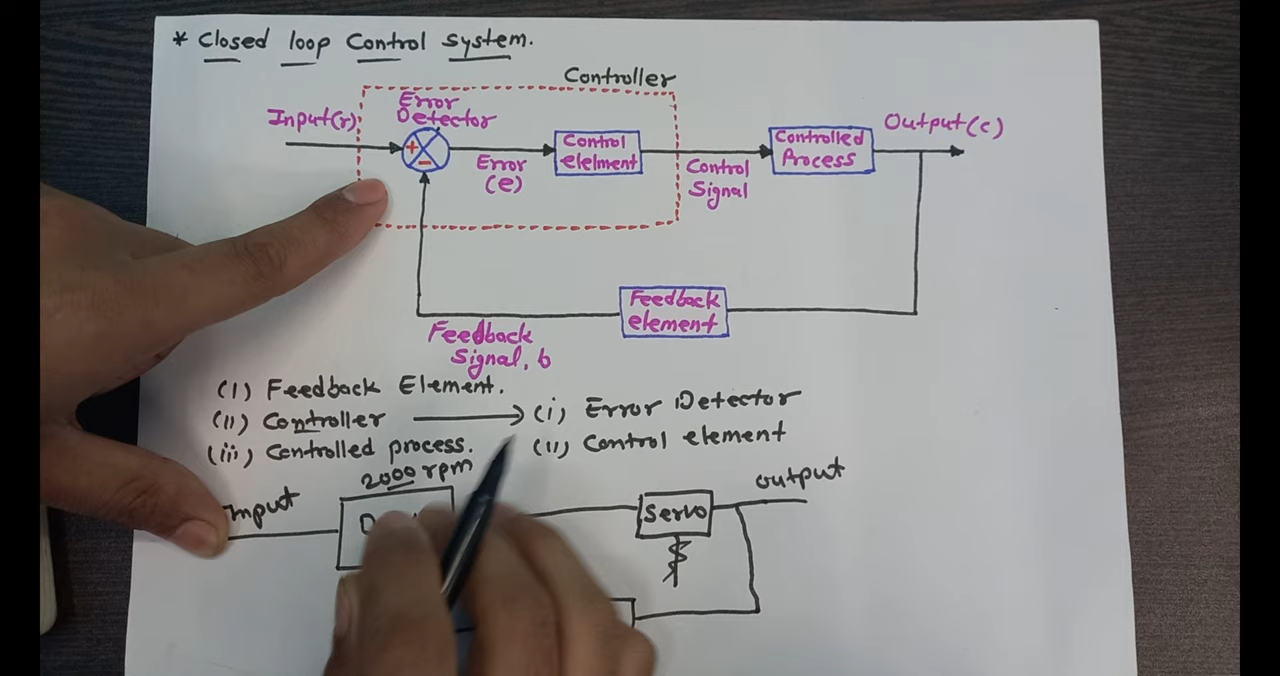 * Closed loop Control System.
Controller
Error
Detector
Input(r)
+
-
Error
(e)
Control
elelment
Control
Signal
Controlled
Process
Output(c)
Feedback
element
Feedback
Signal, b
(I) Feedback Element.
(II) Controller → (i) Error Detector
(iii) Controlled process. (II) Control element
2000 rpm
Input
Servo
output